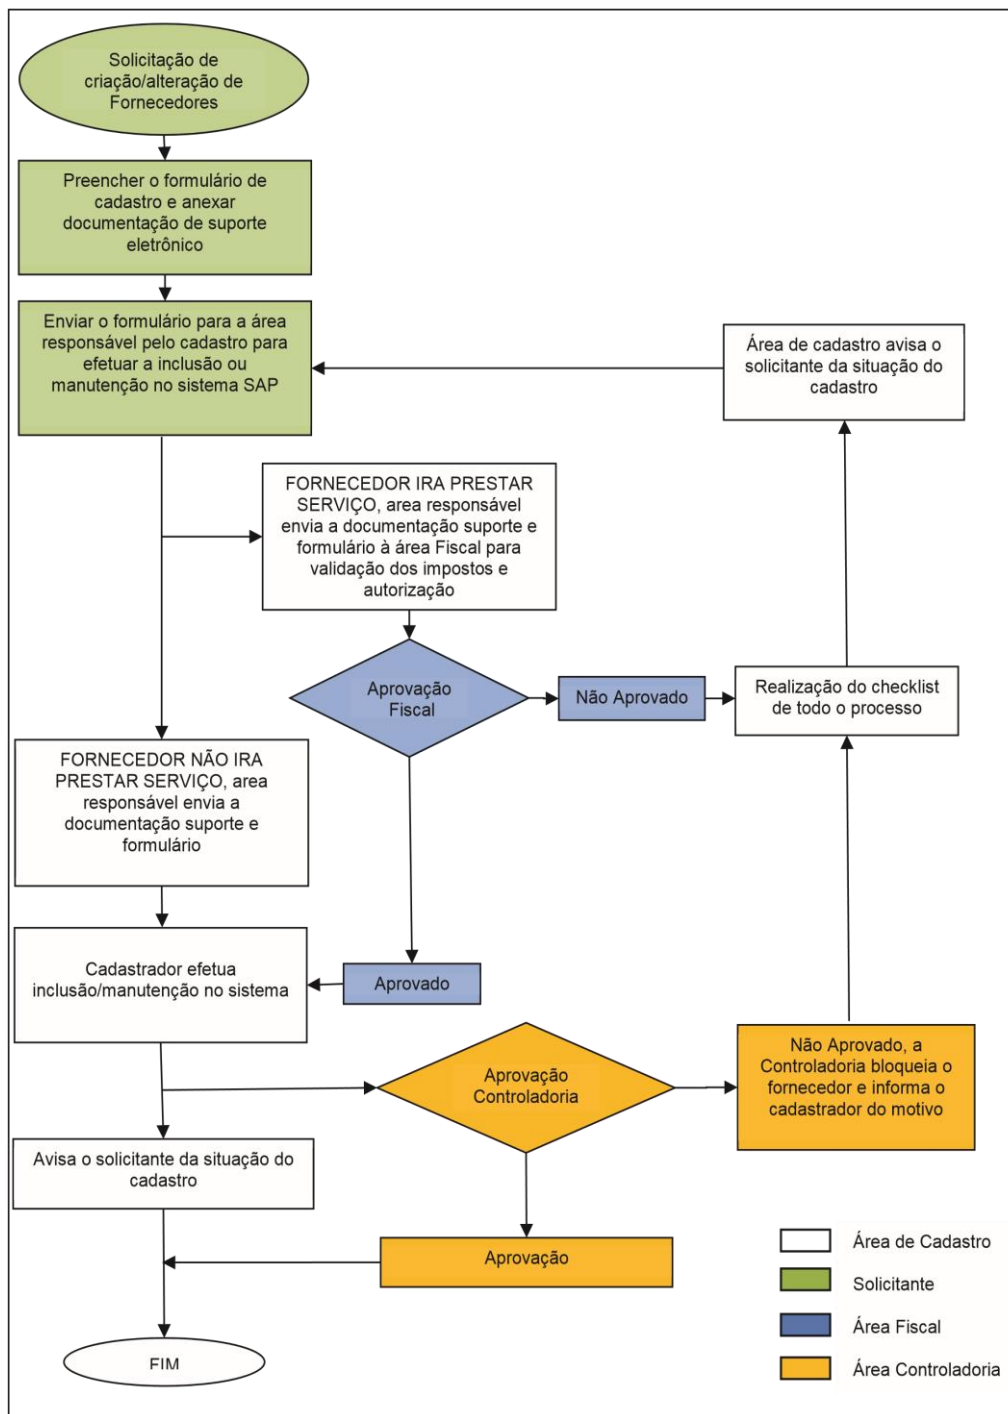 Solicitação de
criação/alteração de
Fornecedores
Preencher o formulário de
cadastro e anexar
documentação de suporte
eletrônico
Enviar o formulário para a área
responsável pelo cadastro para
efetuar a inclusão ou
manutenção no sistema SAP
Área de cadastro avisa o
solicitante da situação do
cadastro
FORNECEDOR IRA PRESTAR
SERVIÇO, area responsável
envia a documentação suporte e
formulário à área Fiscal para
validação dos impostos e
autorização
Aprovação
Fiscal
Não Aprovado
Realização do checklist
de todo o processo
FORNECEDOR NÃO IRA
PRESTAR SERVIÇO, area
responsável envia a
documentação suporte e
formulário
Cadastrador efetua
inclusão/manutenção no sistema
Aprovado
Aprovação
Controladoria
Não Aprovado, a
Controladoria bloqueia o
fornecedor e informa o
cadastrador do motivo
Avisa o solicitante da situação do
cadastro
Aprovação
FIM
Área de Cadastro
Solicitante
Área Fiscal
Área Controladoria